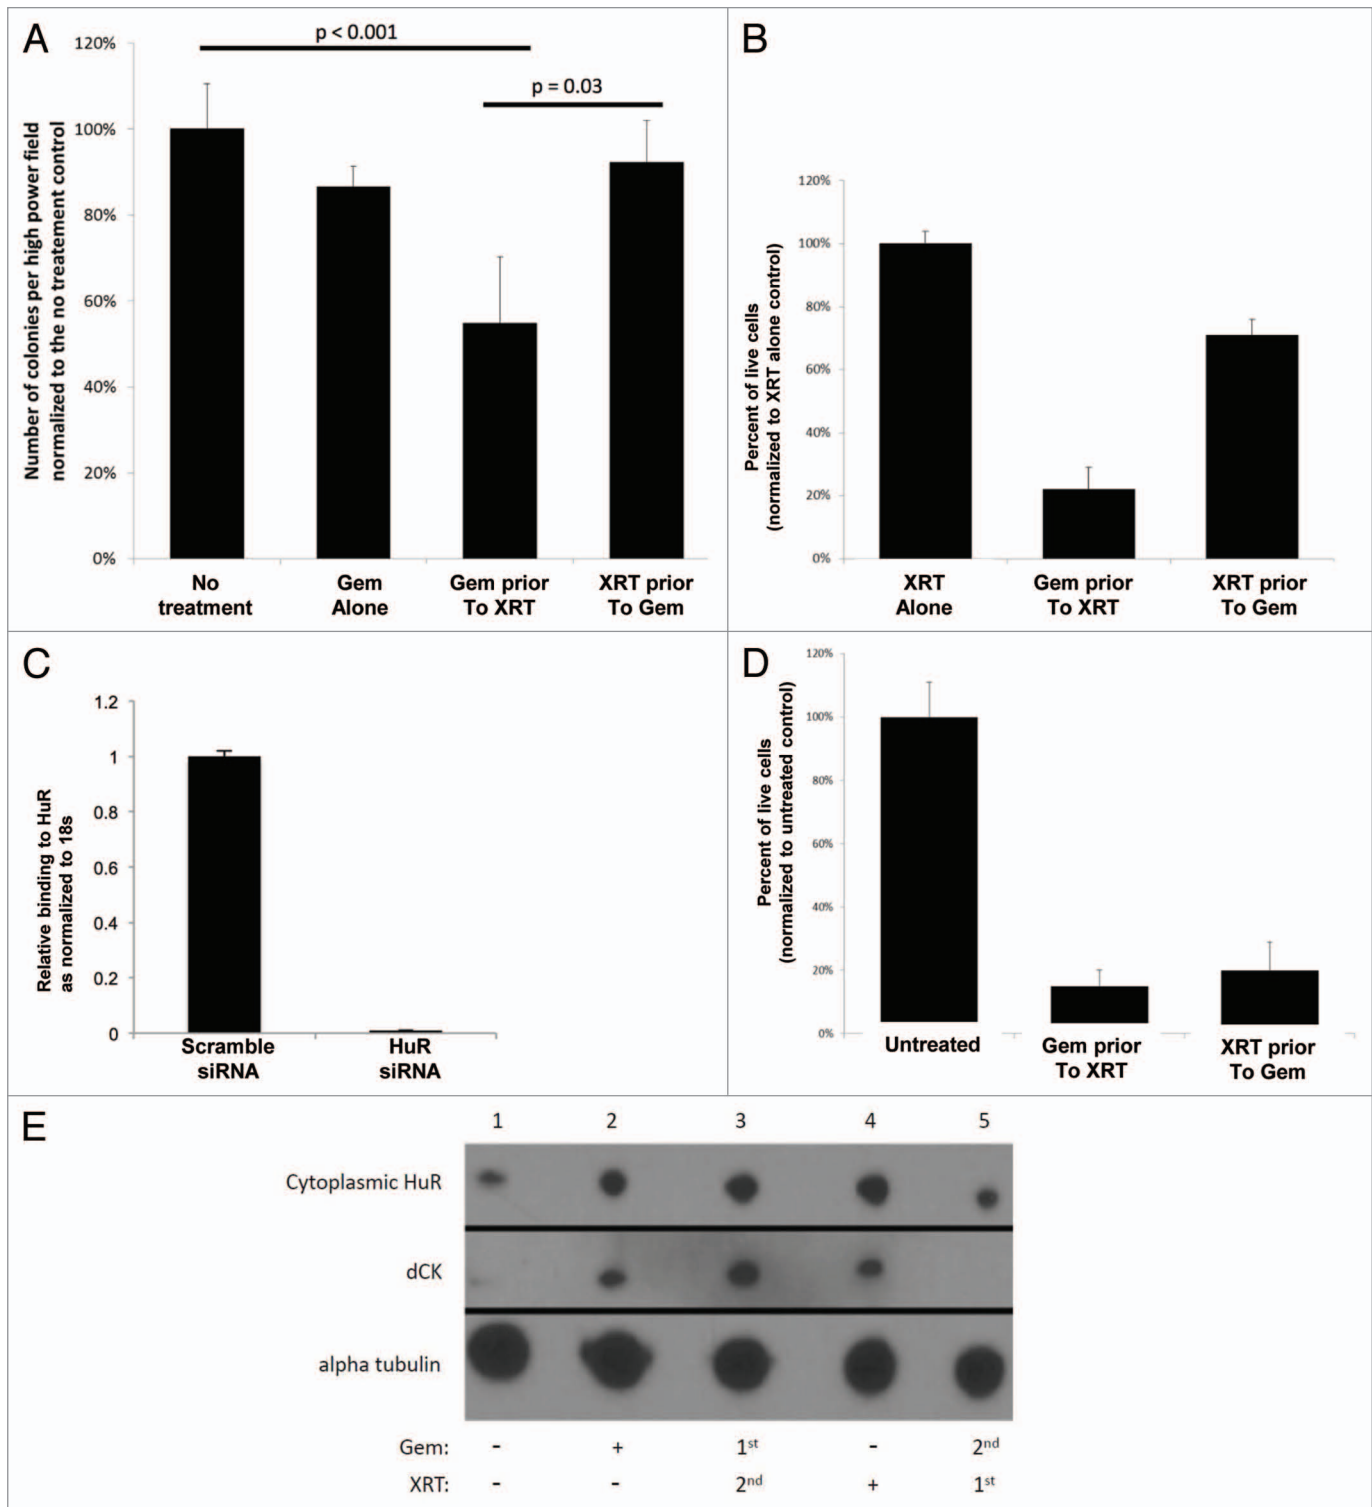 A
p < 0.001
p = 0.03
120%
100%
80%
60%
40%
20%
0%
Number of colonies per high power field
normalized to the no treatement control
No
treatment
Gem
Alone
Gem prior
To XRT
XRT prior
To Gem
B
120%
100%
80%
60%
40%
20%
0%
Percent of live cells
(normalized to XRT alone control)
XRT
Alone
Gem prior
To XRT
XRT prior
To Gem
C
1.2
1
0.8
0.6
0.4
0.2
0
Relative binding to HuR
as normalized to 18s
Scramble
siRNA
HuR
siRNA
D
120%
100%
80%
60%
40%
20%
0%
Percent of live cells
(normalized to untreated control)
Untreated
Gem prior
To XRT
XRT prior
To Gem
E
1 2 3 4 5
Cytoplasmic HuR
dCK
alpha tubulin
Gem: - + 1st - 2nd
XRT: - - 2nd + 1st